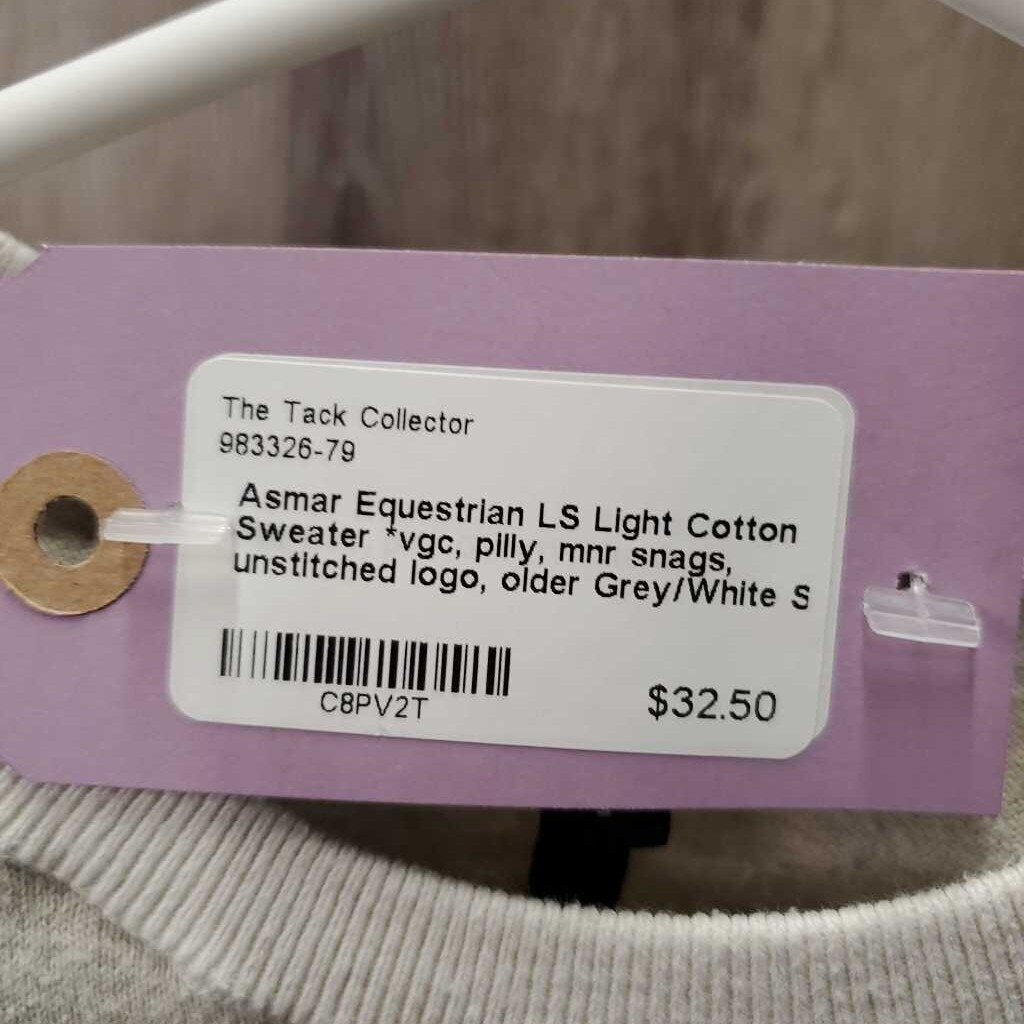 The Tack Collector
983326-79
Asmar Equestrian LS Light Cotton
Sweater *vgc, pilly, mnr snags,
unstitched logo, older Grey/White S
C8PV2T
$32.50